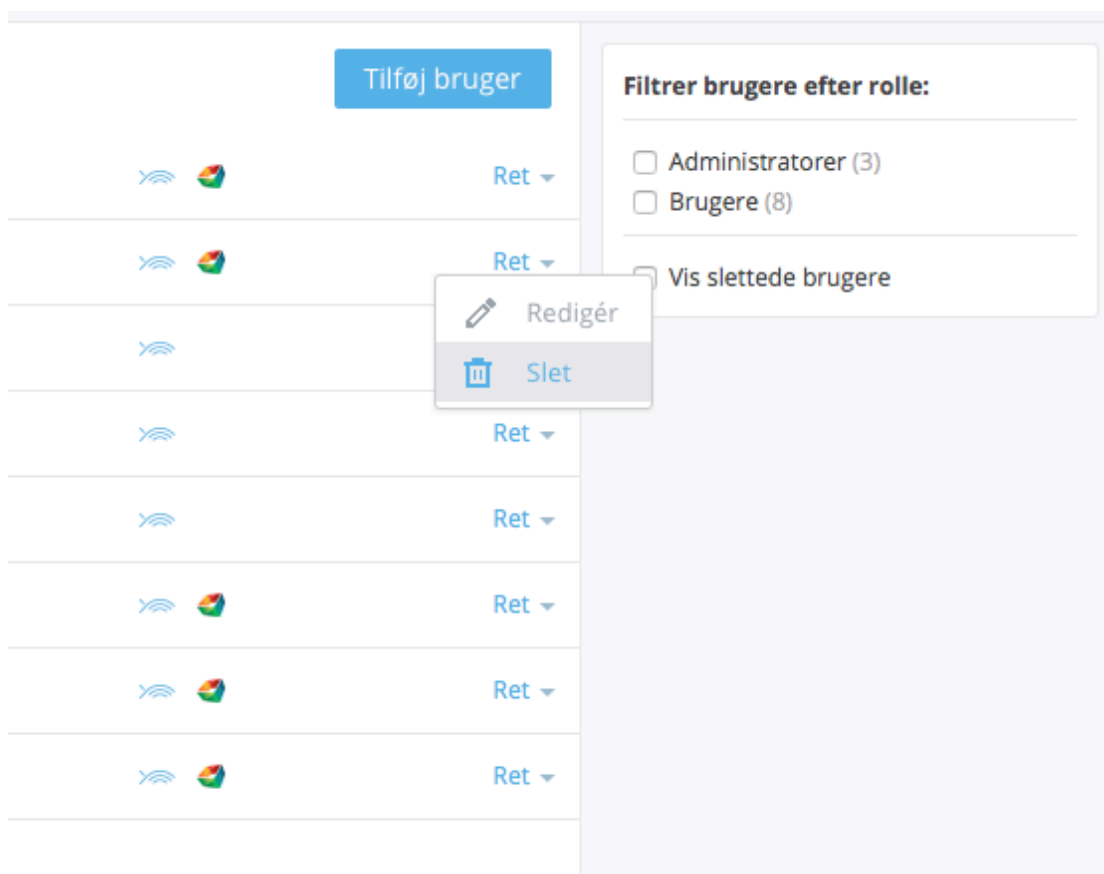 Tilføj bruger
Filtrer brugere efter rolle:
Administratorer (3)
Brugere (8)
Vis slettede brugere
Ret
Ret
Redigér
Slet
Ret
Ret
Ret
Ret
Ret